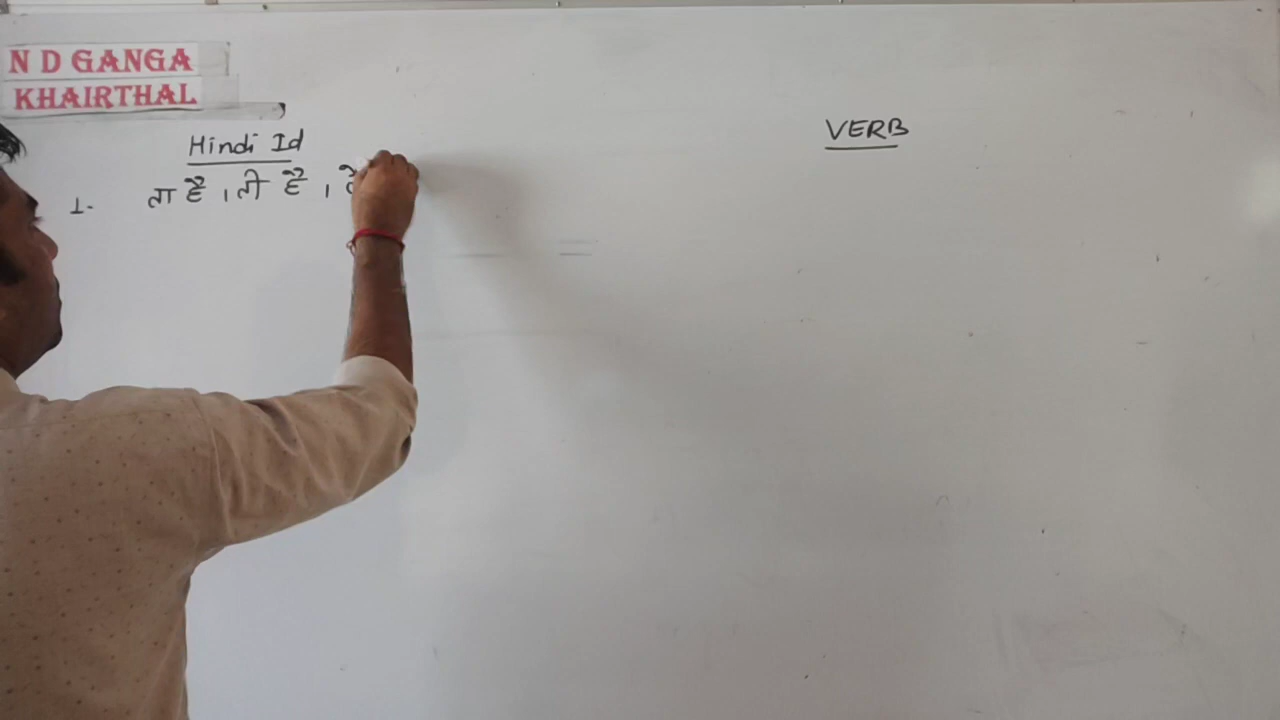 N D GANGA
KHAIRTHAL
Hindi Id
VERB
1. ता है, ती है,